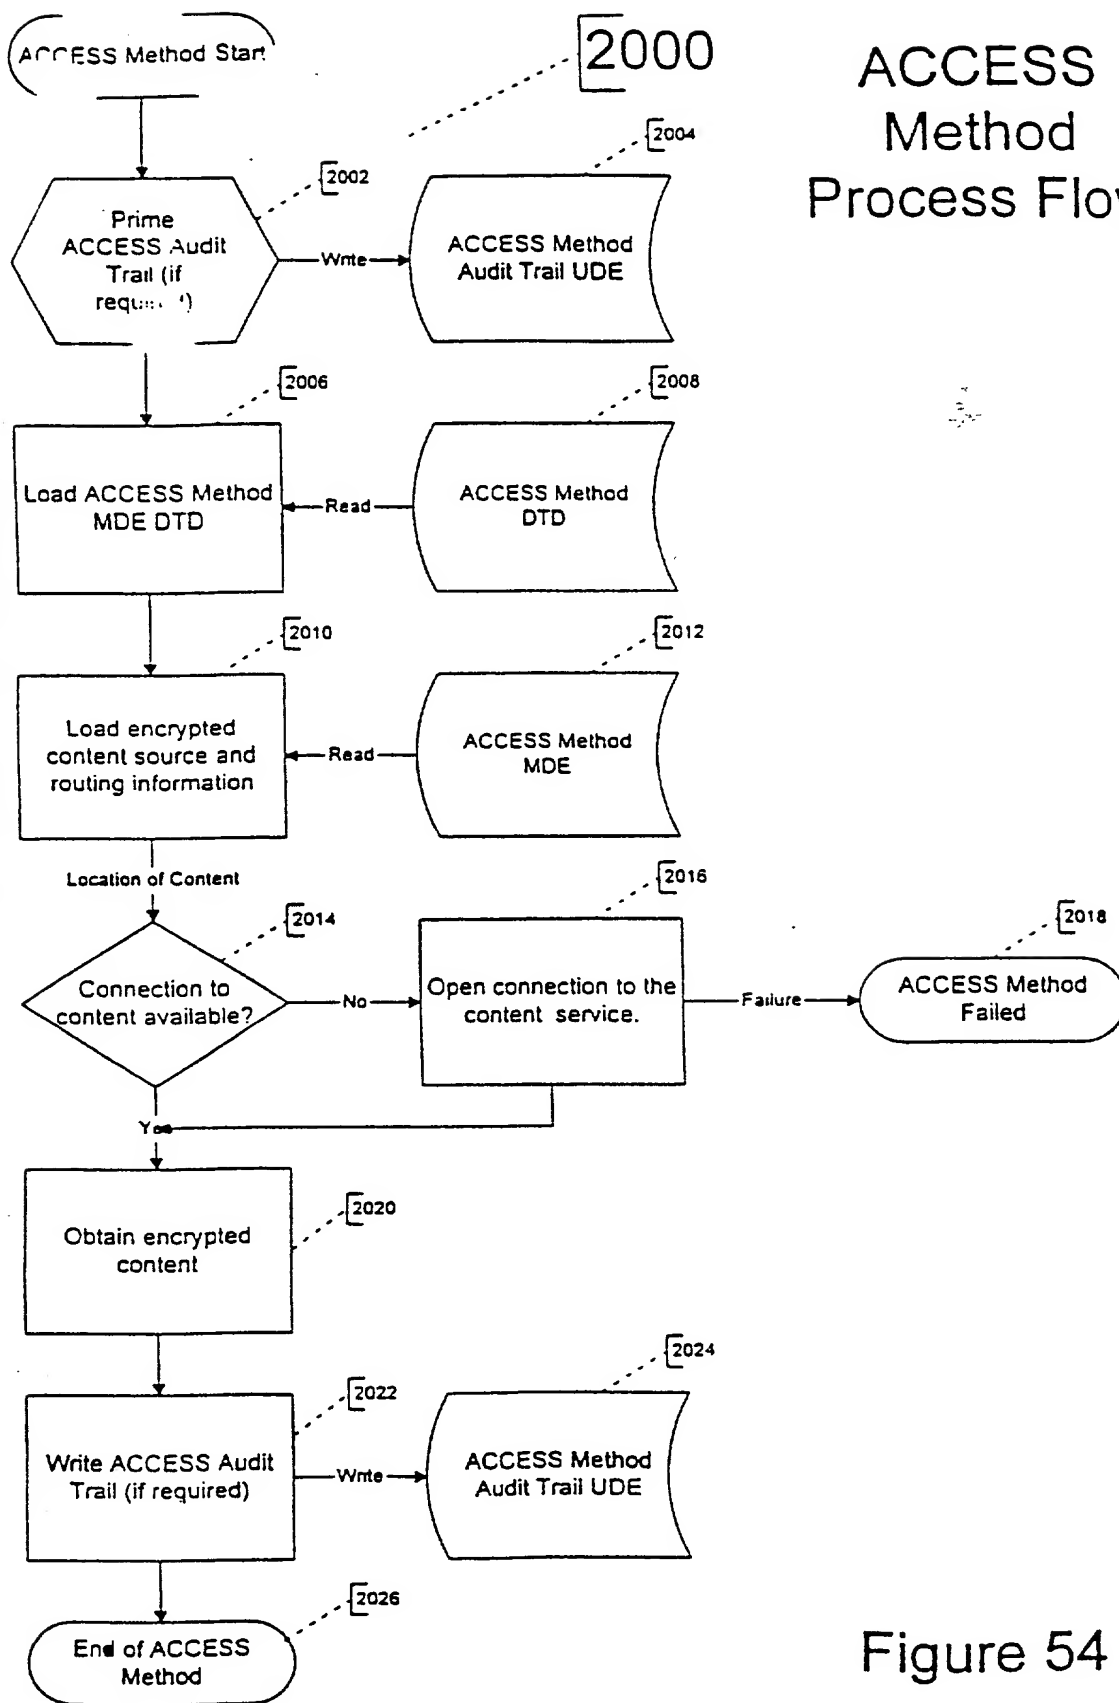 ACCESS Method Start
2000
ACCESS
Method
Process Flow
2002
2004
Prime
ACCESS Audit
Trail (if
required)
Write
ACCESS Method
Audit Trail UDE
2006
2008
Load ACCESS Method
MDE DTD
Read
ACCESS Method
DTD
2010
2012
Load encrypted
content source and
routing information
Read
ACCESS Method
MDE
Location of Content
2014
2016
2018
Connection to
content available?
No
Open connection to the
content service.
Failure
ACCESS Method
Failed
Yes
2020
Obtain encrypted
content
2022
2024
Write ACCESS Audit
Trail (if required)
Write
ACCESS Method
Audit Trail UDE
2026
End of ACCESS
Method
Figure 54